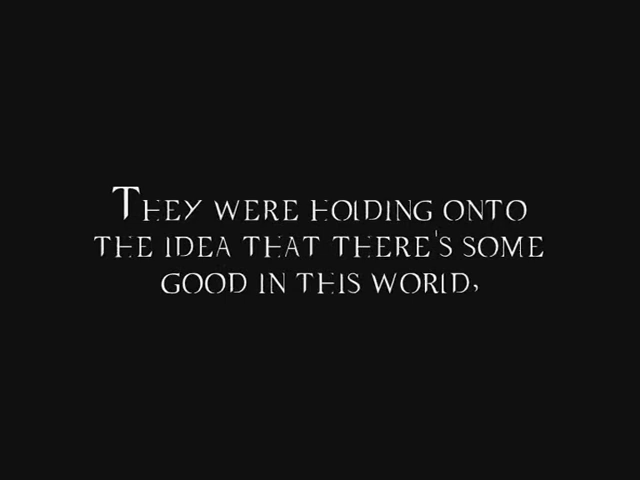 They were holding onto
the idea that there's some
good in this world,